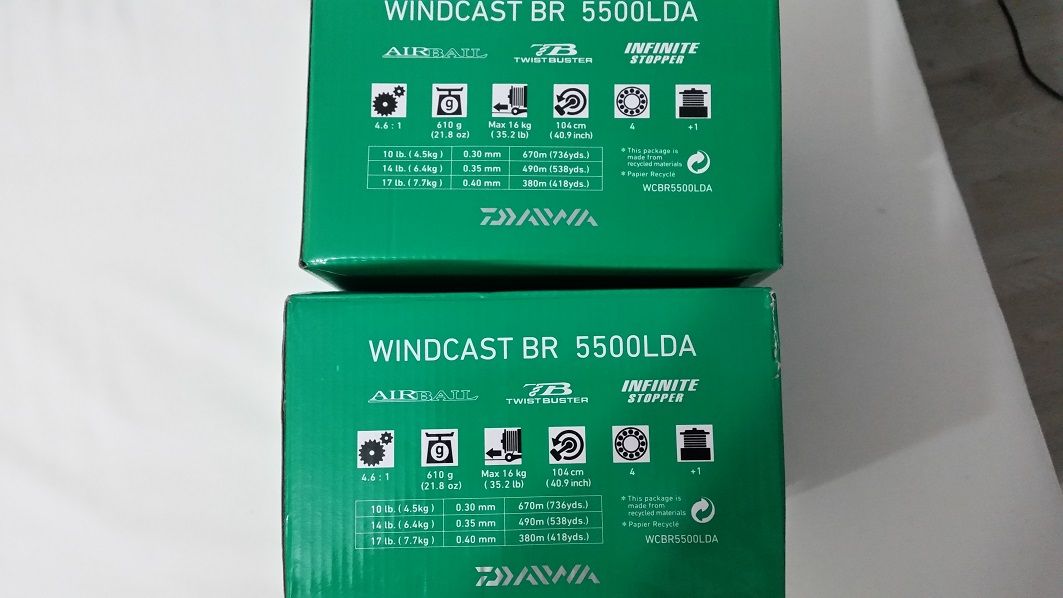 WINDCAST BR 5500LDA
AIRBAIL TB TWISTBUSTER INFINITE STOPPER
g
4.6 : 1 610 g (21.8 oz) Max 16 kg (35.2 lb) 104 cm (40.9 inch) 4 +1
10 lb. ( 4.5kg ) 0.30 mm 670m (736yds.)
14 lb. ( 6.4kg ) 0.35 mm 490m (538yds.)
17 lb. ( 7.7kg ) 0.40 mm 380m (418yds.)
* This package is
made from
recycled materials
* Papier Recyclé
WCBR5500LDA
DAIWA
WINDCAST BR 5500LDA
AIRBAIL TB TWISTBUSTER INFINITE STOPPER
g
4.6 : 1 610 g (21.8 oz) Max 16 kg (35.2 lb) 104 cm (40.9 inch) 4 +1
10 lb. ( 4.5kg ) 0.30 mm 670m (736yds.)
14 lb. ( 6.4kg ) 0.35 mm 490m (538yds.)
17 lb. ( 7.7kg ) 0.40 mm 380m (418yds.)
* This package is
made from
recycled materials
* Papier Recyclé
WCBR5500LDA
DAIWA